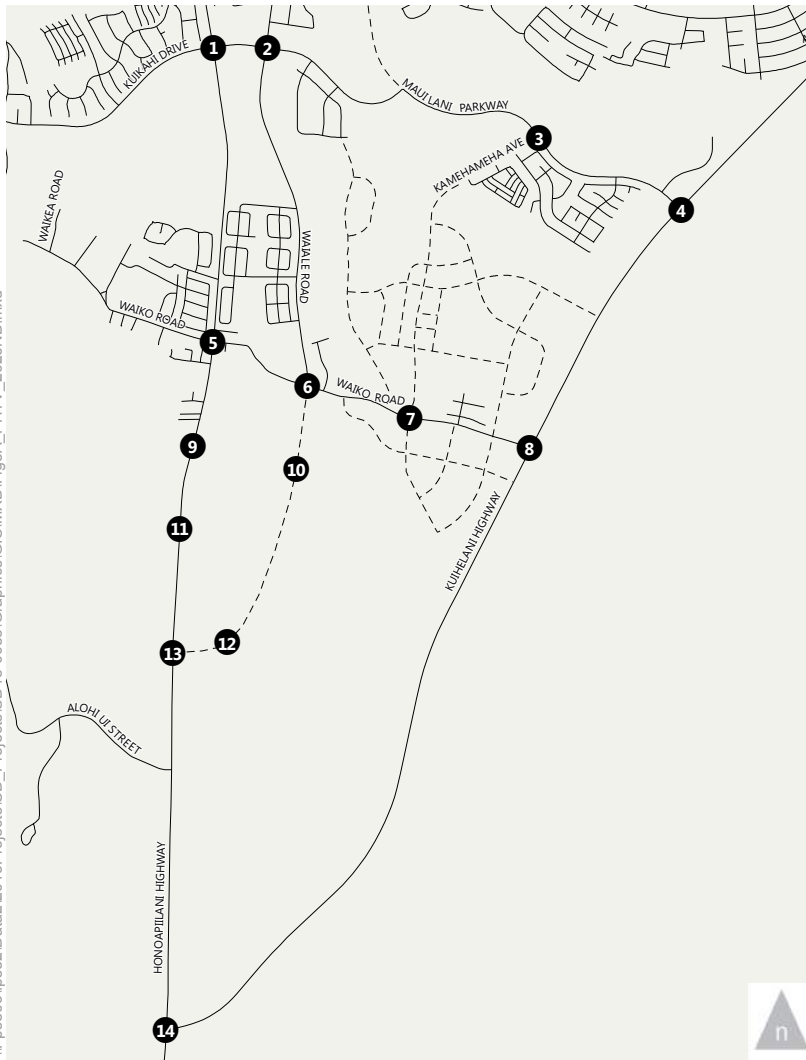 1
2
KUIKAHI DRIVE
MAUI LANI PARKWAY
3
KAMEHAMEHA AVE
4
WAIKEA ROAD
WAIALE ROAD
WAIKO ROAD
5
6
WAIKO ROAD
7
8
9
10
KUIHELANI HIGHWAY
11
12
13
ALOHI UI STREET
HONOAPIILANI HIGHWAY
14
n